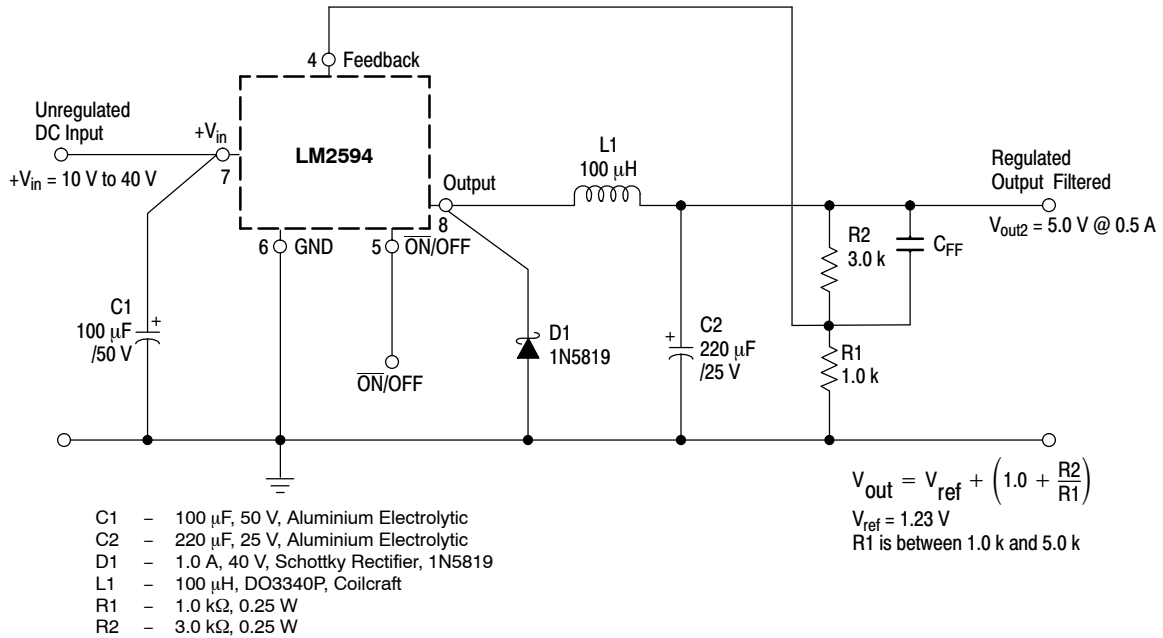 4 Feedback
Unregulated
DC Input
+Vin
LM2594
7
+Vin = 10 V to 40 V
L1
100 μH
Output
8
Regulated
Output Filtered
Vout2 = 5.0 V @ 0.5 A
6 GND
5 ON/OFF
R2
3.0 k
CFF
C1
100 μF
/50 V
+
D1
1N5819
+
C2
220 μF
/25 V
R1
1.0 k
ON/OFF
Vout = Vref + (1.0 + R2/R1)
Vref = 1.23 V
R1 is between 1.0 k and 5.0 k
C1 – 100 μF, 50 V, Aluminium Electrolytic
C2 – 220 μF, 25 V, Aluminium Electrolytic
D1 – 1.0 A, 40 V, Schottky Rectifier, 1N5819
L1 – 100 μH, DO3340P, Coilcraft
R1 – 1.0 kΩ, 0.25 W
R2 – 3.0 kΩ, 0.25 W